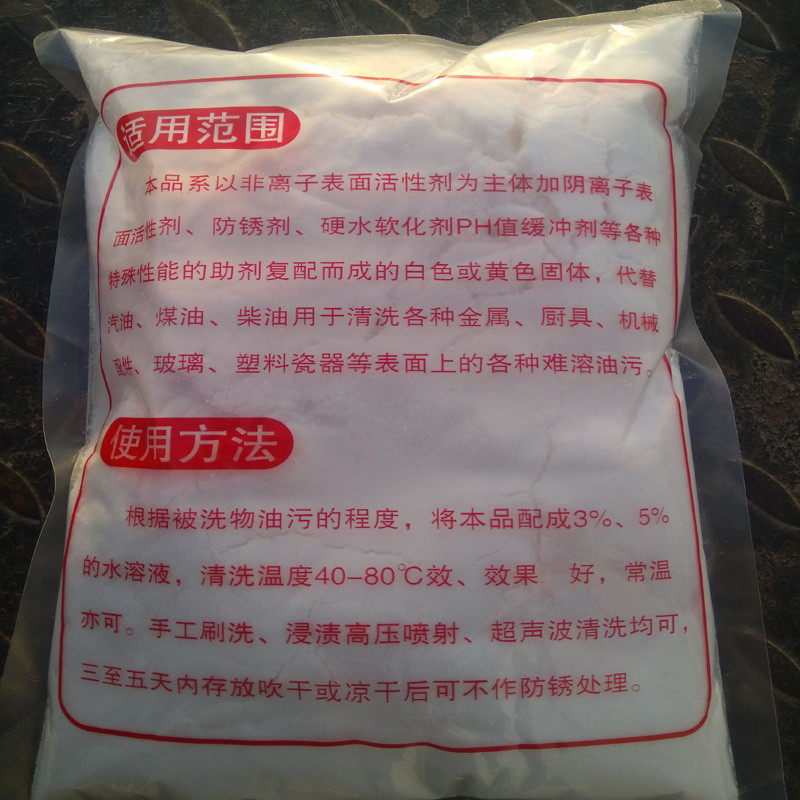 适用范围
本品系以非离子表面活性剂为主体加阴离子表
面活性剂、防锈剂、硬水软化剂PH值缓冲剂等各种
特殊性能的助剂复配而成的白色或黄色固体，代替
汽油、煤油、柴油用于清洗各种金属、厨具、机械
配件、玻璃、塑料瓷器等表面上的各种难溶油污。
使用方法
根据被洗物油污的程度，将本品配成3%、5%
的水溶液，清洗温度40-80℃效、效果 好，常温
亦可。手工刷洗、浸渍高压喷射、超声波清洗均可，
三至五天内存放吹干或凉干后可不作防锈处理。